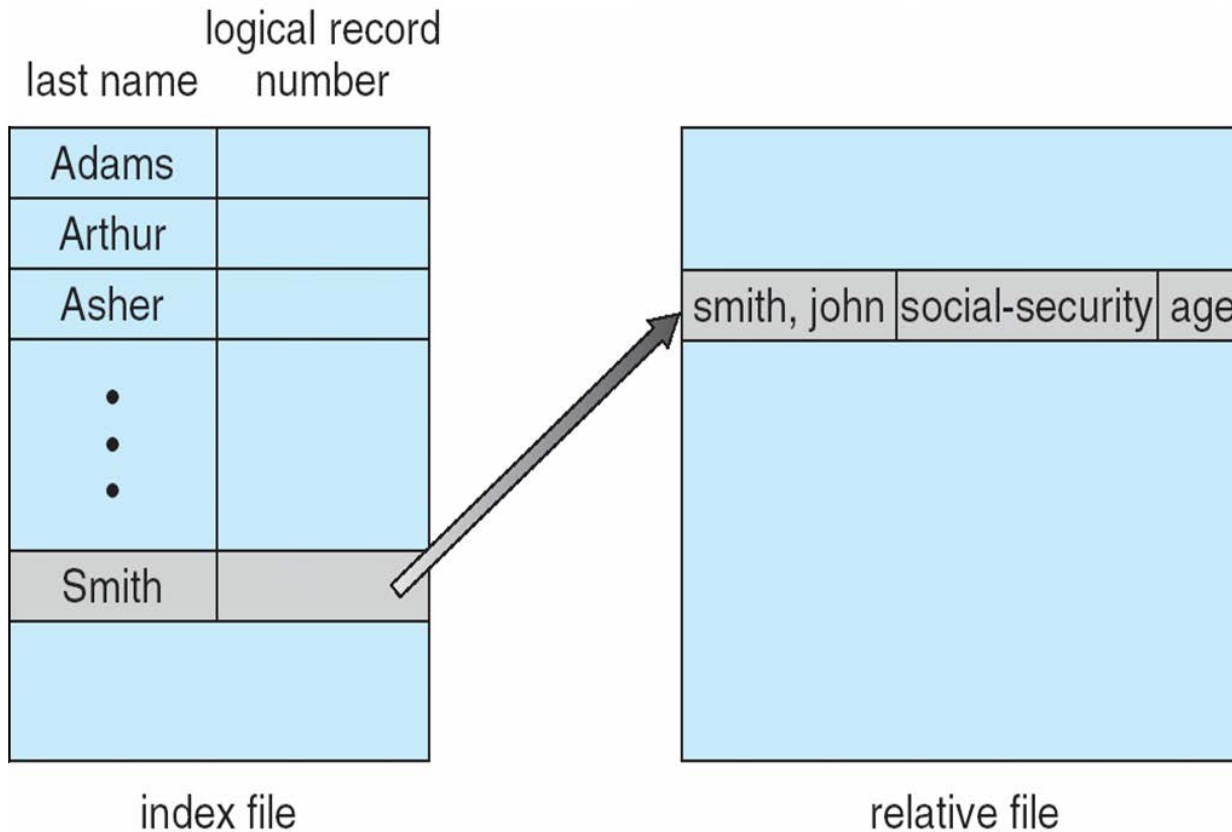 logical record
last name number
Adams
Arthur
Asher
Smith
smith, john social-security age
index file relative file